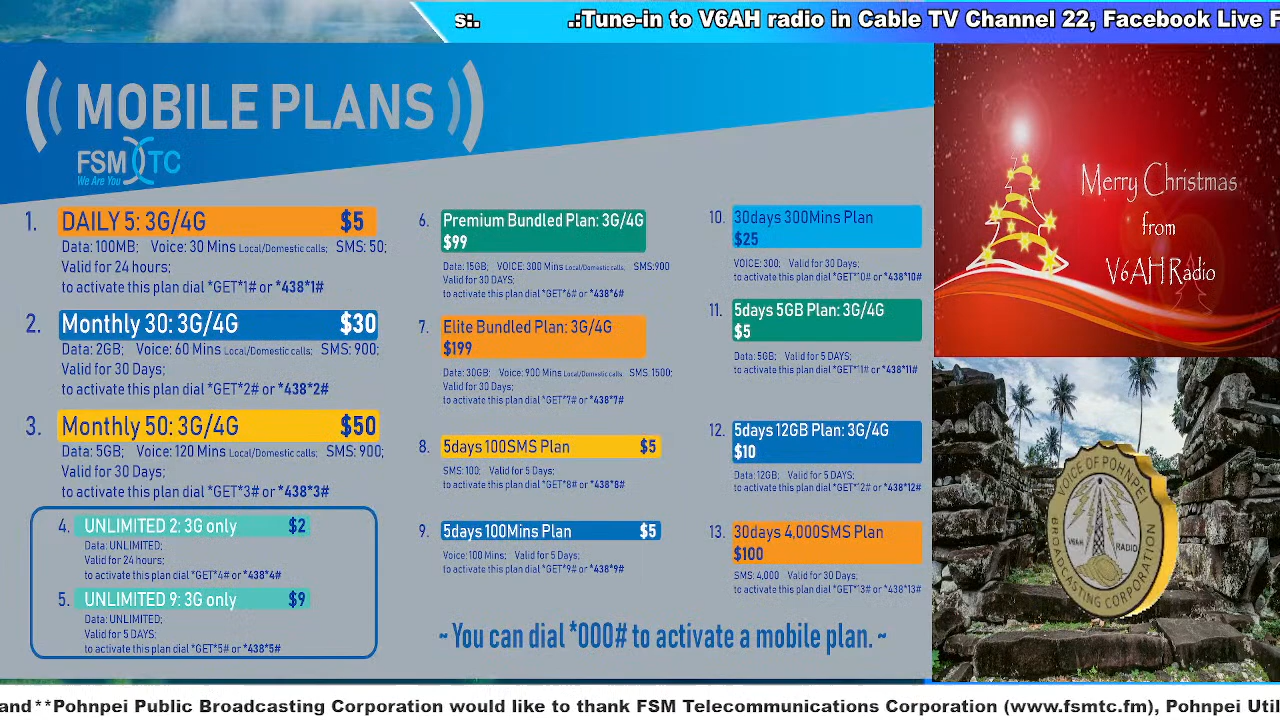 s:.
.:Tune-in to V6AH radio in Cable TV Channel 22, Facebook Live F
MOBILE PLANS
FSMTC
We Are You
1. DAILY 5: 3G/4G $5
Data: 100MB; Voice: 30 Mins Local/Domestic calls; SMS: 50;
Valid for 24 hours;
to activate this plan dial *GET*1# or *438*1#
2. Monthly 30: 3G/4G $30
Data: 2GB; Voice: 60 Mins Local/Domestic calls; SMS: 900;
Valid for 30 Days;
to activate this plan dial *GET*2# or *438*2#
3. Monthly 50: 3G/4G $50
Data: 5GB; Voice: 120 Mins Local/Domestic calls; SMS: 900;
Valid for 30 Days;
to activate this plan dial *GET*3# or *438*3#
4. UNLIMITED 2: 3G only $2
Data: UNLIMITED;
Valid for 24 hours;
to activate this plan dial *GET*4# or *438*4#
5. UNLIMITED 9: 3G only $9
Data: UNLIMITED;
Valid for 5 DAYS;
to activate this plan dial *GET*5# or *438*5#
6. Premium Bundled Plan: 3G/4G
$99
Data: 15GB; VOICE: 300 Mins Local/Domestic calls; SMS:900
Valid for 30 DAYS;
to activate this plan dial *GET*6# or *438*6#
7. Elite Bundled Plan: 3G/4G
$199
Data: 30GB; Voice: 900 Mins Local/Domestic calls; SMS: 1500;
Valid for 30 Days;
to activate this plan dial *GET*7# or *438*7#
8. 5days 100SMS Plan $5
SMS: 100; Valid for 5 Days;
to activate this plan dial *GET*8# or *438*8#
9. 5days 100Mins Plan $5
Voice: 100 Mins; Valid for 5 Days;
to activate this plan dial *GET*9# or *438*9#
10. 30days 300Mins Plan
$25
VOICE: 300; Valid for 30 Days;
to activate this plan dial *GET*10# or *438*10#
11. 5days 5GB Plan: 3G/4G
$5
Data: 5GB; Valid for 5 DAYS;
to activate this plan dial *GET*11# or *438*11#
12. 5days 12GB Plan: 3G/4G
$10
Data: 12GB; Valid for 5 DAYS;
to activate this plan dial *GET*12# or *438*12#
13. 30days 4,000SMS Plan
$100
SMS: 4,000 Valid for 30 Days;
to activate this plan dial *GET*13# or *438*13#
~ You can dial *000# to activate a mobile plan. ~
Merry Christmas
from
V6AH Radio
VOICE OF POHNPEI
V6AH RADIO
BROADCASTING CORPORATION
and**Pohnpei Public Broadcasting Corporation would like to thank FSM Telecommunications Corporation (www.fsmtc.fm), Pohnpei Util